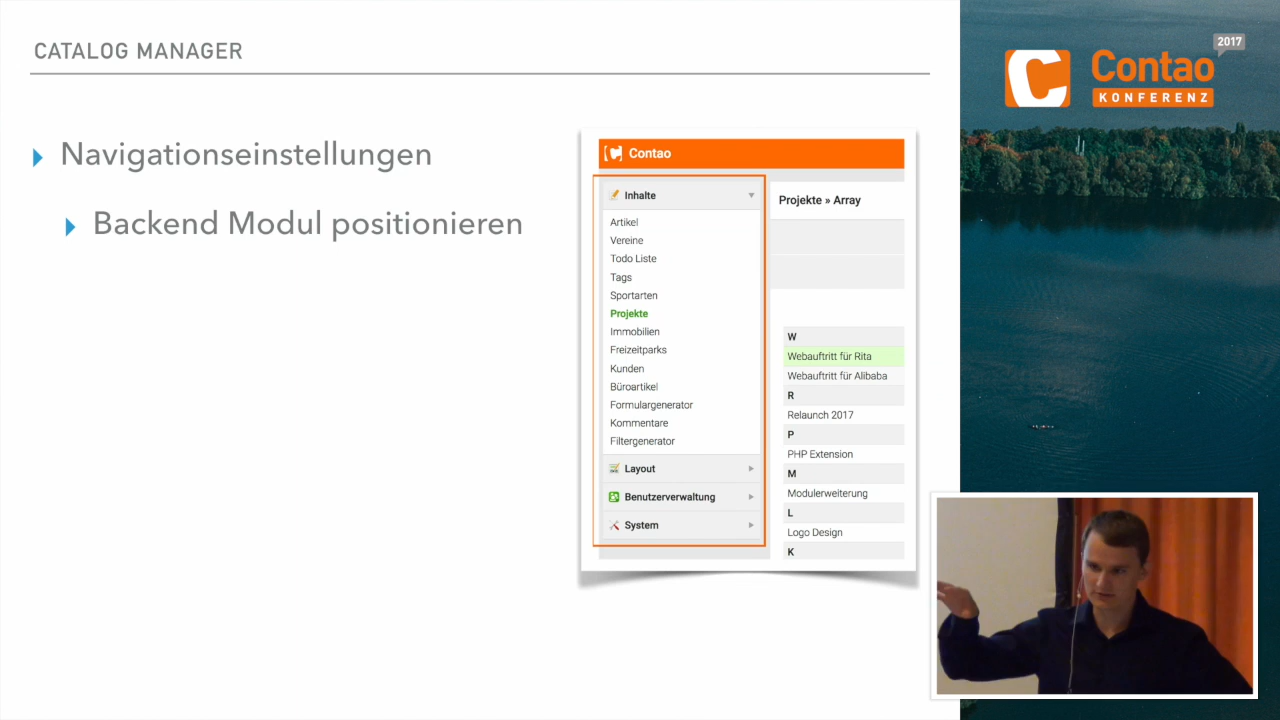 CATALOG MANAGER
Navigationseinstellungen
Backend Modul positionieren
Contao
Inhalte
Artikel
Vereine
Todo Liste
Tags
Sportarten
Projekte
Immobilien
Freizeitparks
Kunden
Büroartikel
Formulargenerator
Kommentare
Filtergenerator
Layout
Benutzerverwaltung
System
Projekte » Array
W
Webauftritt für Rita
Webauftritt für Alibaba
R
Relaunch 2017
P
PHP Extension
M
Modulerweiterung
L
Logo Design
K
2017
Contao
KONFERENZ